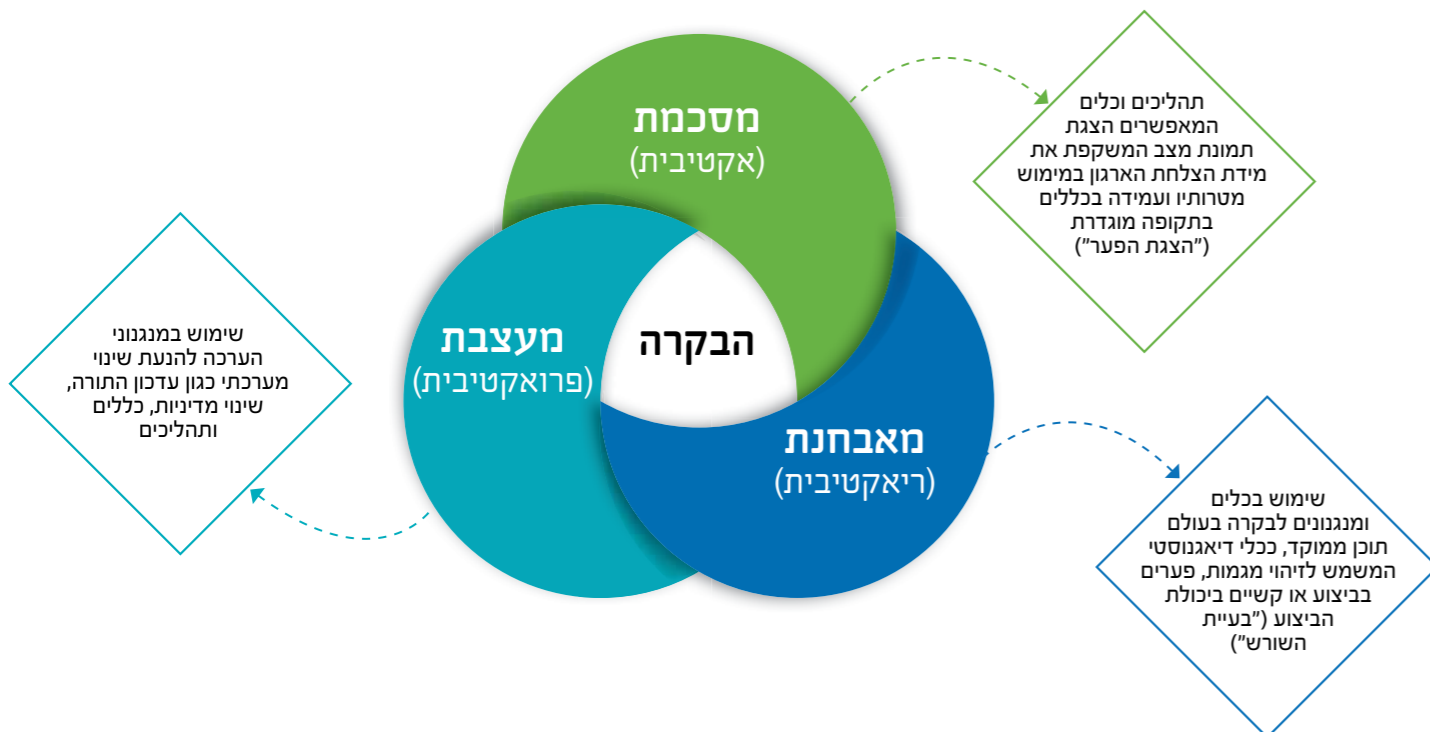 מסכמת
(אקטיבית)
תהליכים וכלים
המאפשרים הצגת
תמונת מצב המשקפת את
מידת הצלחת הארגון במימוש
מטרותיו ועמידה בכללים
בתקופה מוגדרת
("הצגת הפער")
הבקרה
מאבחנת
(ריאקטיבית)
שימוש בכלים
ומנגנונים לבקרה בעולם
תוכן ממוקד, ככלי דיאגנוסטי
המשמש לזיהוי מגמות, פערים
בביצוע או קשיים ביכולת
הביצוע ("בעיית
השורש")
מעצבת
(פרואקטיבית)
שימוש במנגנוני
הערכה להנעת שינוי
מערכתי כגון עדכון התורה,
שינוי מדיניות, כללים
ותהליכים